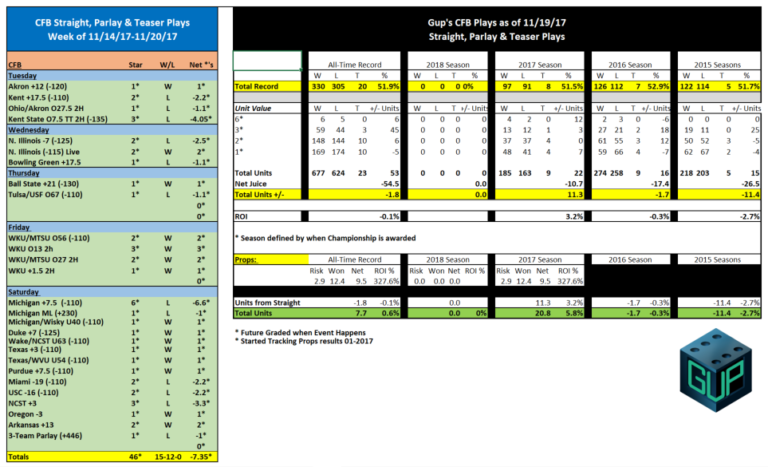 CFB Straight, Parlay & Teaser Plays
Week of 11/14/17-11/20/17
CFB Star W/L Net *'s
Tuesday
Akron +12 (-120) 1* W 1*
Kent +17.5 (-110) 2* L -2.2*
Ohio/Akron O27.5 2H 1* L -1.1*
Kent State O7.5 TT 2H (-135) 3* L -4.05*
Wednesday
N. Illinois -7 (-125) 2* L -2.5*
N. Illinois (-115) Live 2* W 2*
Bowling Green +17.5 1* L -1.1*
Thursday
Ball State +21 (-130) 1* W 1*
Tulsa/USF O67 (-110) 1* L -1.1*
0*
0*
Friday
WKU/MTSU O56 (-110) 2* W 2*
WKU O13 2h 3* W 3*
WKU/MTSU O27 2H 2* W 2*
WKU +1.5 2H 1* W 1*
0*
Saturday
Michigan +7.5 (-110) 6* L -6.6*
Michigan ML (+230) 1* L -1*
Michigan/Wisky U40 (-110) 1* W 1*
Duke +7 (-125) 1* W 1*
Wake/NCST U63 (-110) 1* W 1*
Texas +3 (-110) 1* W 1*
Texas/WVU U54 (-110) 1* W 1*
Purdue +7.5 (-110) 1* W 1*
Miami -19 (-110) 2* L -2.2*
USC -16 (-110) 2* L -2.2*
NCST +3 3* L -3.3*
Oregon -3 1* W 1*
Arkansas +13 2* W 2*
3-Team Parlay (+446) 1* L -1*
0*
Totals 46* 15-12-0 -7.35*
Gup's CFB Plays as of 11/19/17
Straight, Parlay & Teaser Plays
All-Time Record 2018 Season 2017 Season 2016 Season 2015 Seasons
W L T % W L T % W L T % W L T % W L T %
Total Record 330 305 20 51.9% 0 0 0 0% 97 91 8 51.5% 126 112 7 52.9% 122 114 5 51.7%
Unit Value W L T +/- Units W L T +/- Units W L T +/- Units W L T +/- Units W L T +/- Units
6* 6 5 0 6 0 0 0 0 4 2 0 12 2 3 0 -6 0 0 0 0
3* 59 44 3 45 0 0 0 0 13 12 1 3 27 21 2 18 19 11 0 25
2* 148 144 10 6 0 0 0 0 37 37 4 0 61 55 3 12 50 52 3 -5
1* 169 174 10 -5 0 0 0 0 48 41 4 7 59 66 4 -7 62 67 2 -4
Total Units 677 624 23 53 0 0 0 0 185 163 9 22 274 258 9 16 218 203 5 15
Net Juice -54.5 0.0 -10.7 -17.4 -26.5
Total Units +/- -1.8 0.0 11.3 -1.7 -11.4
ROI -0.1% 3.2% -0.3% -2.7%
* Season defined by when Championship is awarded
Props: All-Time Record 2018 Season 2017 Season 2016 Season 2015 Seasons
Risk Won Net ROI % Risk Won Net ROI % Risk Won Net ROI %
2.9 12.4 9.5 327.6% 0.0 0.0 0.0 2.9 12.4 9.5 327.6%
Units from Straight -1.8 -0.1% 0.0 11.3 3.2% -1.7 -0.3% -11.4 -2.7%
Total Units 7.7 0.6% 0.0 0% 20.8 5.8% -1.7 -0.3% -11.4 -2.7%
* Future Graded when Event Happens
* Started Tracking Props results 01-2017
GUP